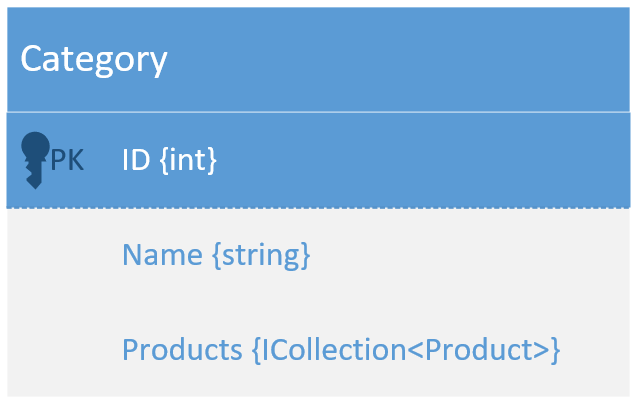 Category
PK ID {int}
Name {string}
Products {ICollection<Product>}